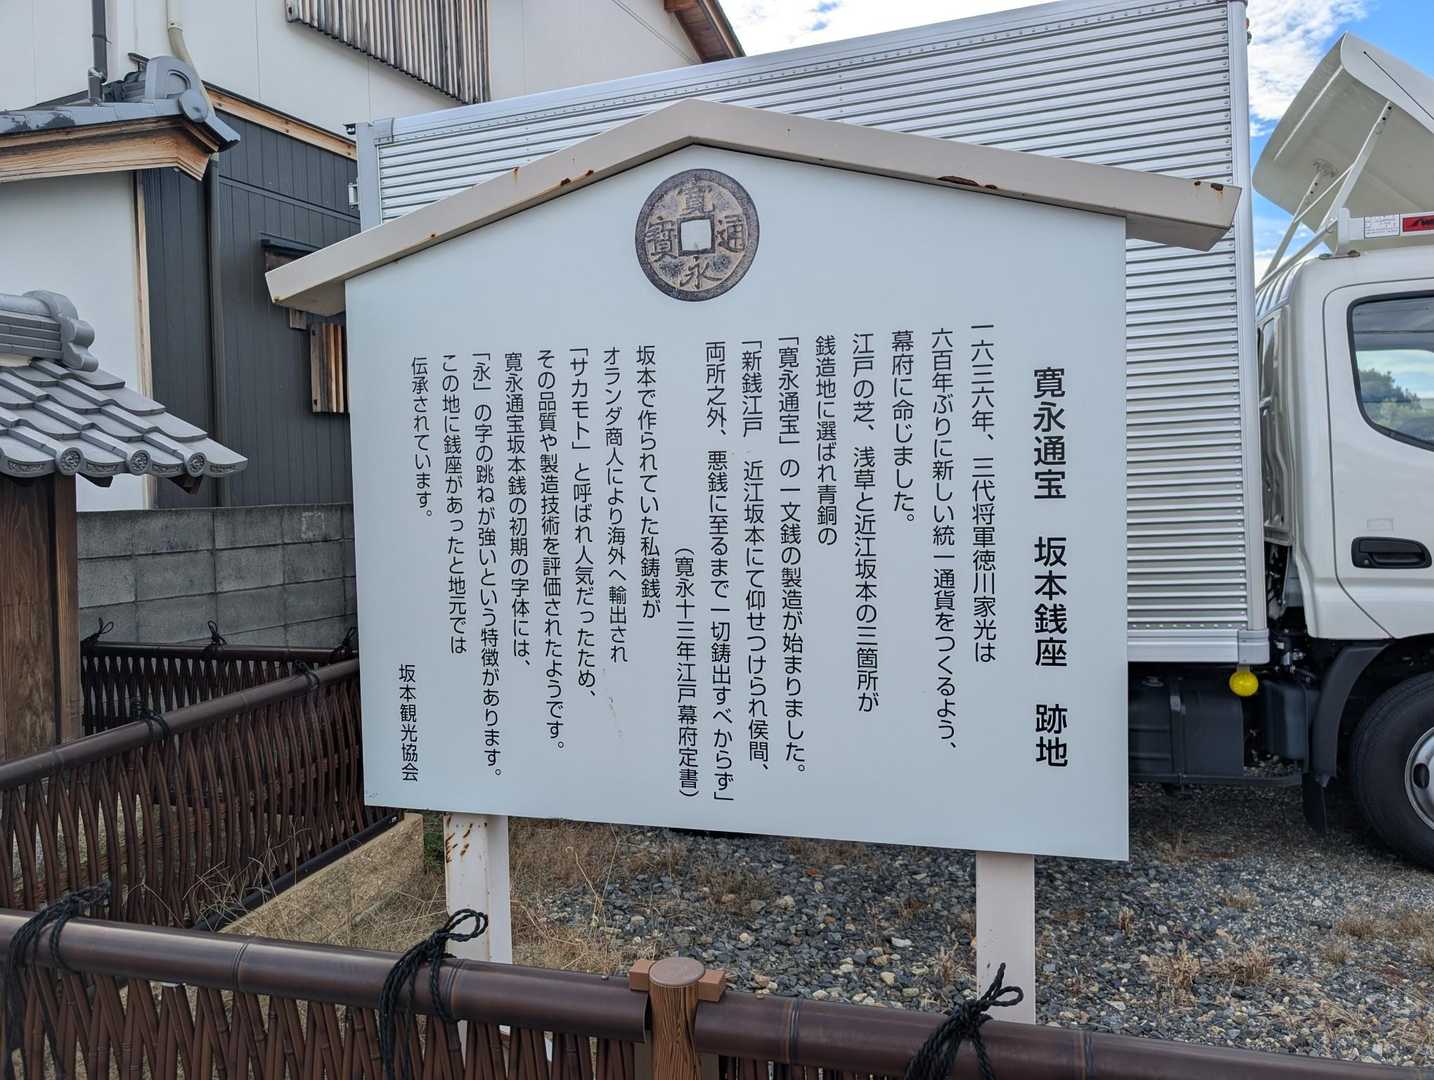 寛永通寳
寛永通宝　坂本銭座　跡地
一六三六年、三代将軍徳川家光は
六百年ぶりに新しい統一通貨をつくるよう、
幕府に命じました。
江戸の芝、浅草と近江坂本の三箇所が
銭造地に選ばれ青銅の
「寛永通宝」の一文銭の製造が始まりました。
「新銭江戸　近江坂本にて仰せつけられ侯間、
両所之外、悪銭に至るまで一切鋳出すべからず」
（寛永十三年江戸幕府定書）
坂本で作られていた私鋳銭が
オランダ商人により海外へ輸出され
「サカモト」と呼ばれ人気だったため、
その品質や製造技術を評価されたようです。
寛永通宝坂本銭の初期の字体には、
「永」の字の跳ねが強いという特徴があります。
この地に銭座があったと地元では
伝承されています。
坂本観光協会